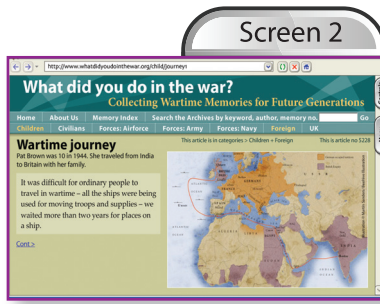 Screen 2
http://www.whatdidyoudointhewar.org/child/journey1
What did you do in the war?
Collecting Wartime Memories for Future Generations
Home About Us Memory Index Search the Archives by keyword, author, memory no. Go
Children Civilians Forces: Airforce Forces: Army Forces: Navy Foreign UK
This article is in categories > Children + Foreign This is article no 5228
Wartime journey
Pat Brown was 10 in 1944. She traveled from India
to Britain with her family.
It was difficult for ordinary people to
travel in wartime – all the ships were being
used for moving troops and supplies – we
waited more than two years for places on
a ship.
Cont >